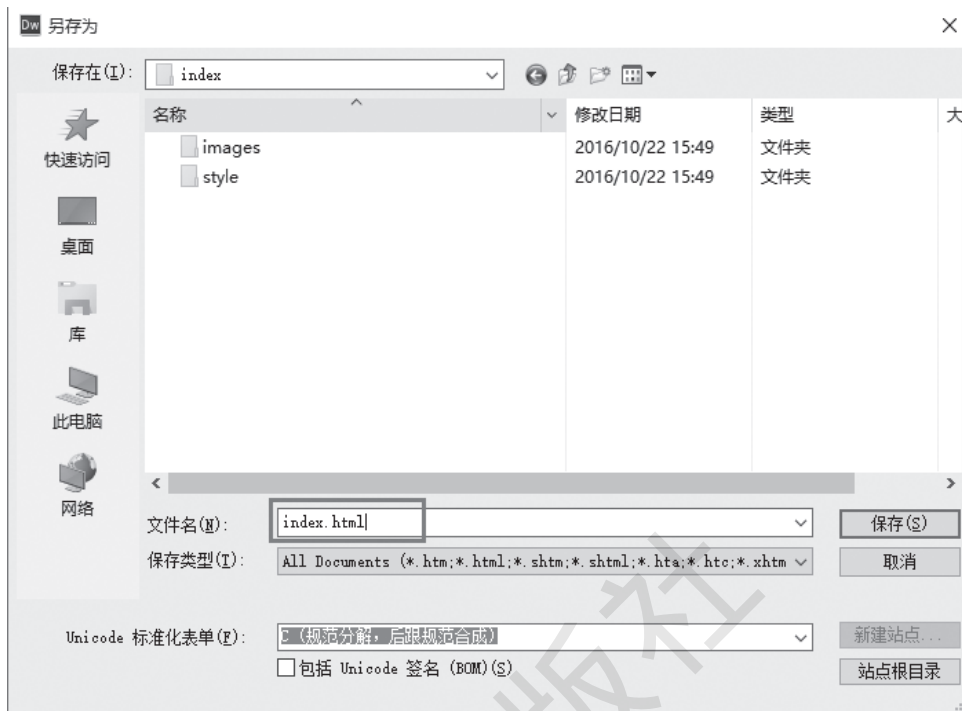 Dw 另存为
保存在(I): index
名称 修改日期 类型 大
images 2016/10/22 15:49 文件夹
style 2016/10/22 15:49 文件夹
快速访问
桌面
库
此电脑
网络
文件名(N): index.html 保存(S)
保存类型(T): All Documents (*.htm;*.html;*.shtm;*.shtml;*.hta;*.htc;*.xhtm 取消
Unicode 标准化表单(F): C (规范分解，后跟规范合成) 新建站点...
包括 Unicode 签名 (BOM)(S) 站点根目录
版社